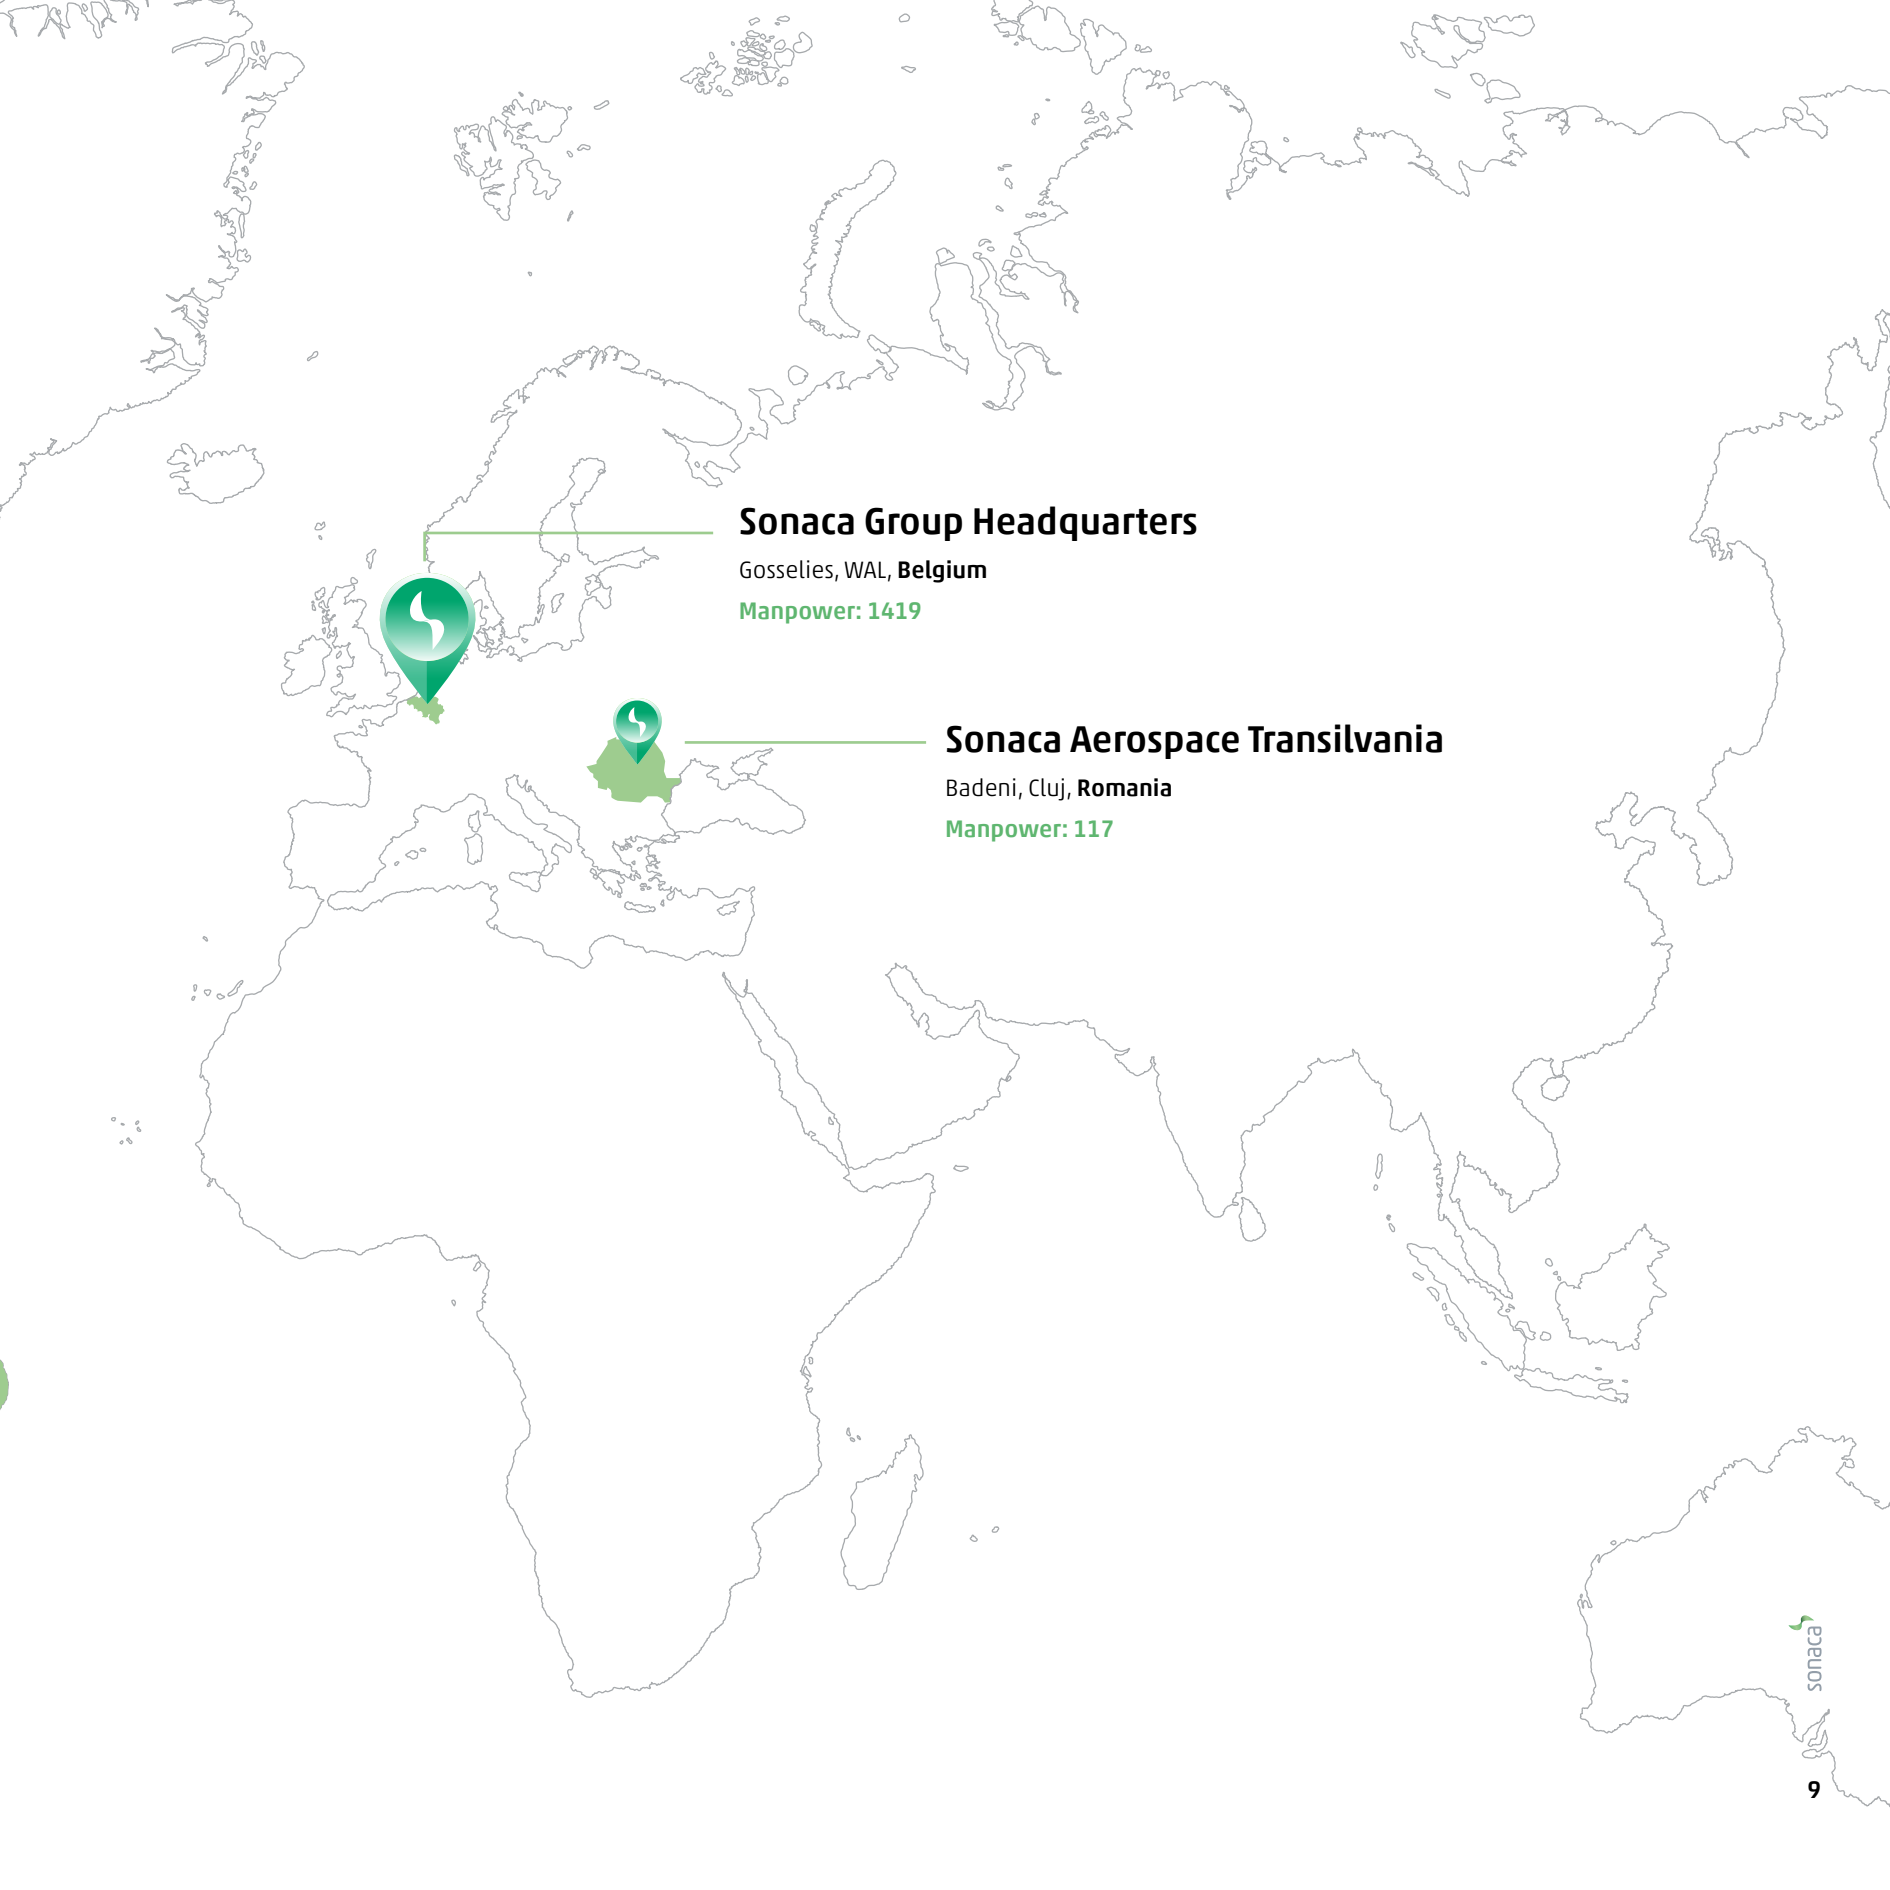 Sonaca Group Headquarters
Gosselies, WAL, Belgium
Manpower: 1419
Sonaca Aerospace Transilvania
Badeni, Cluj, Romania
Manpower: 117
sonaca
9